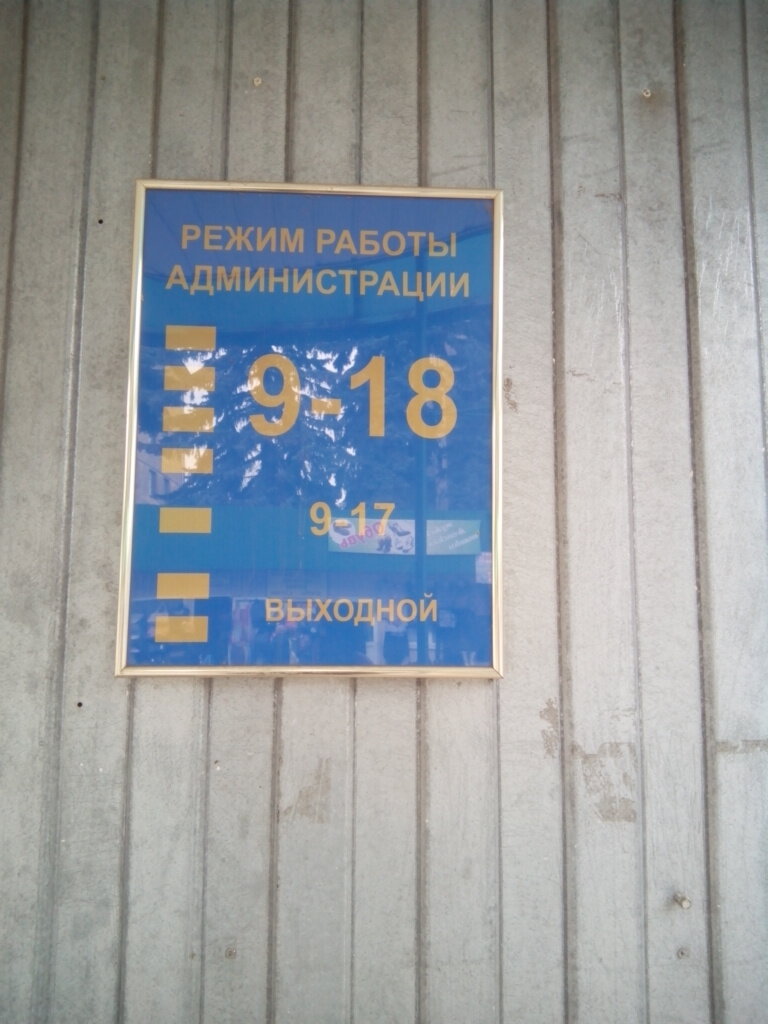 РЕЖИМ РАБОТЫ
АДМИНИСТРАЦИИ
9-18
9-17
ВЫХОДНОЙ